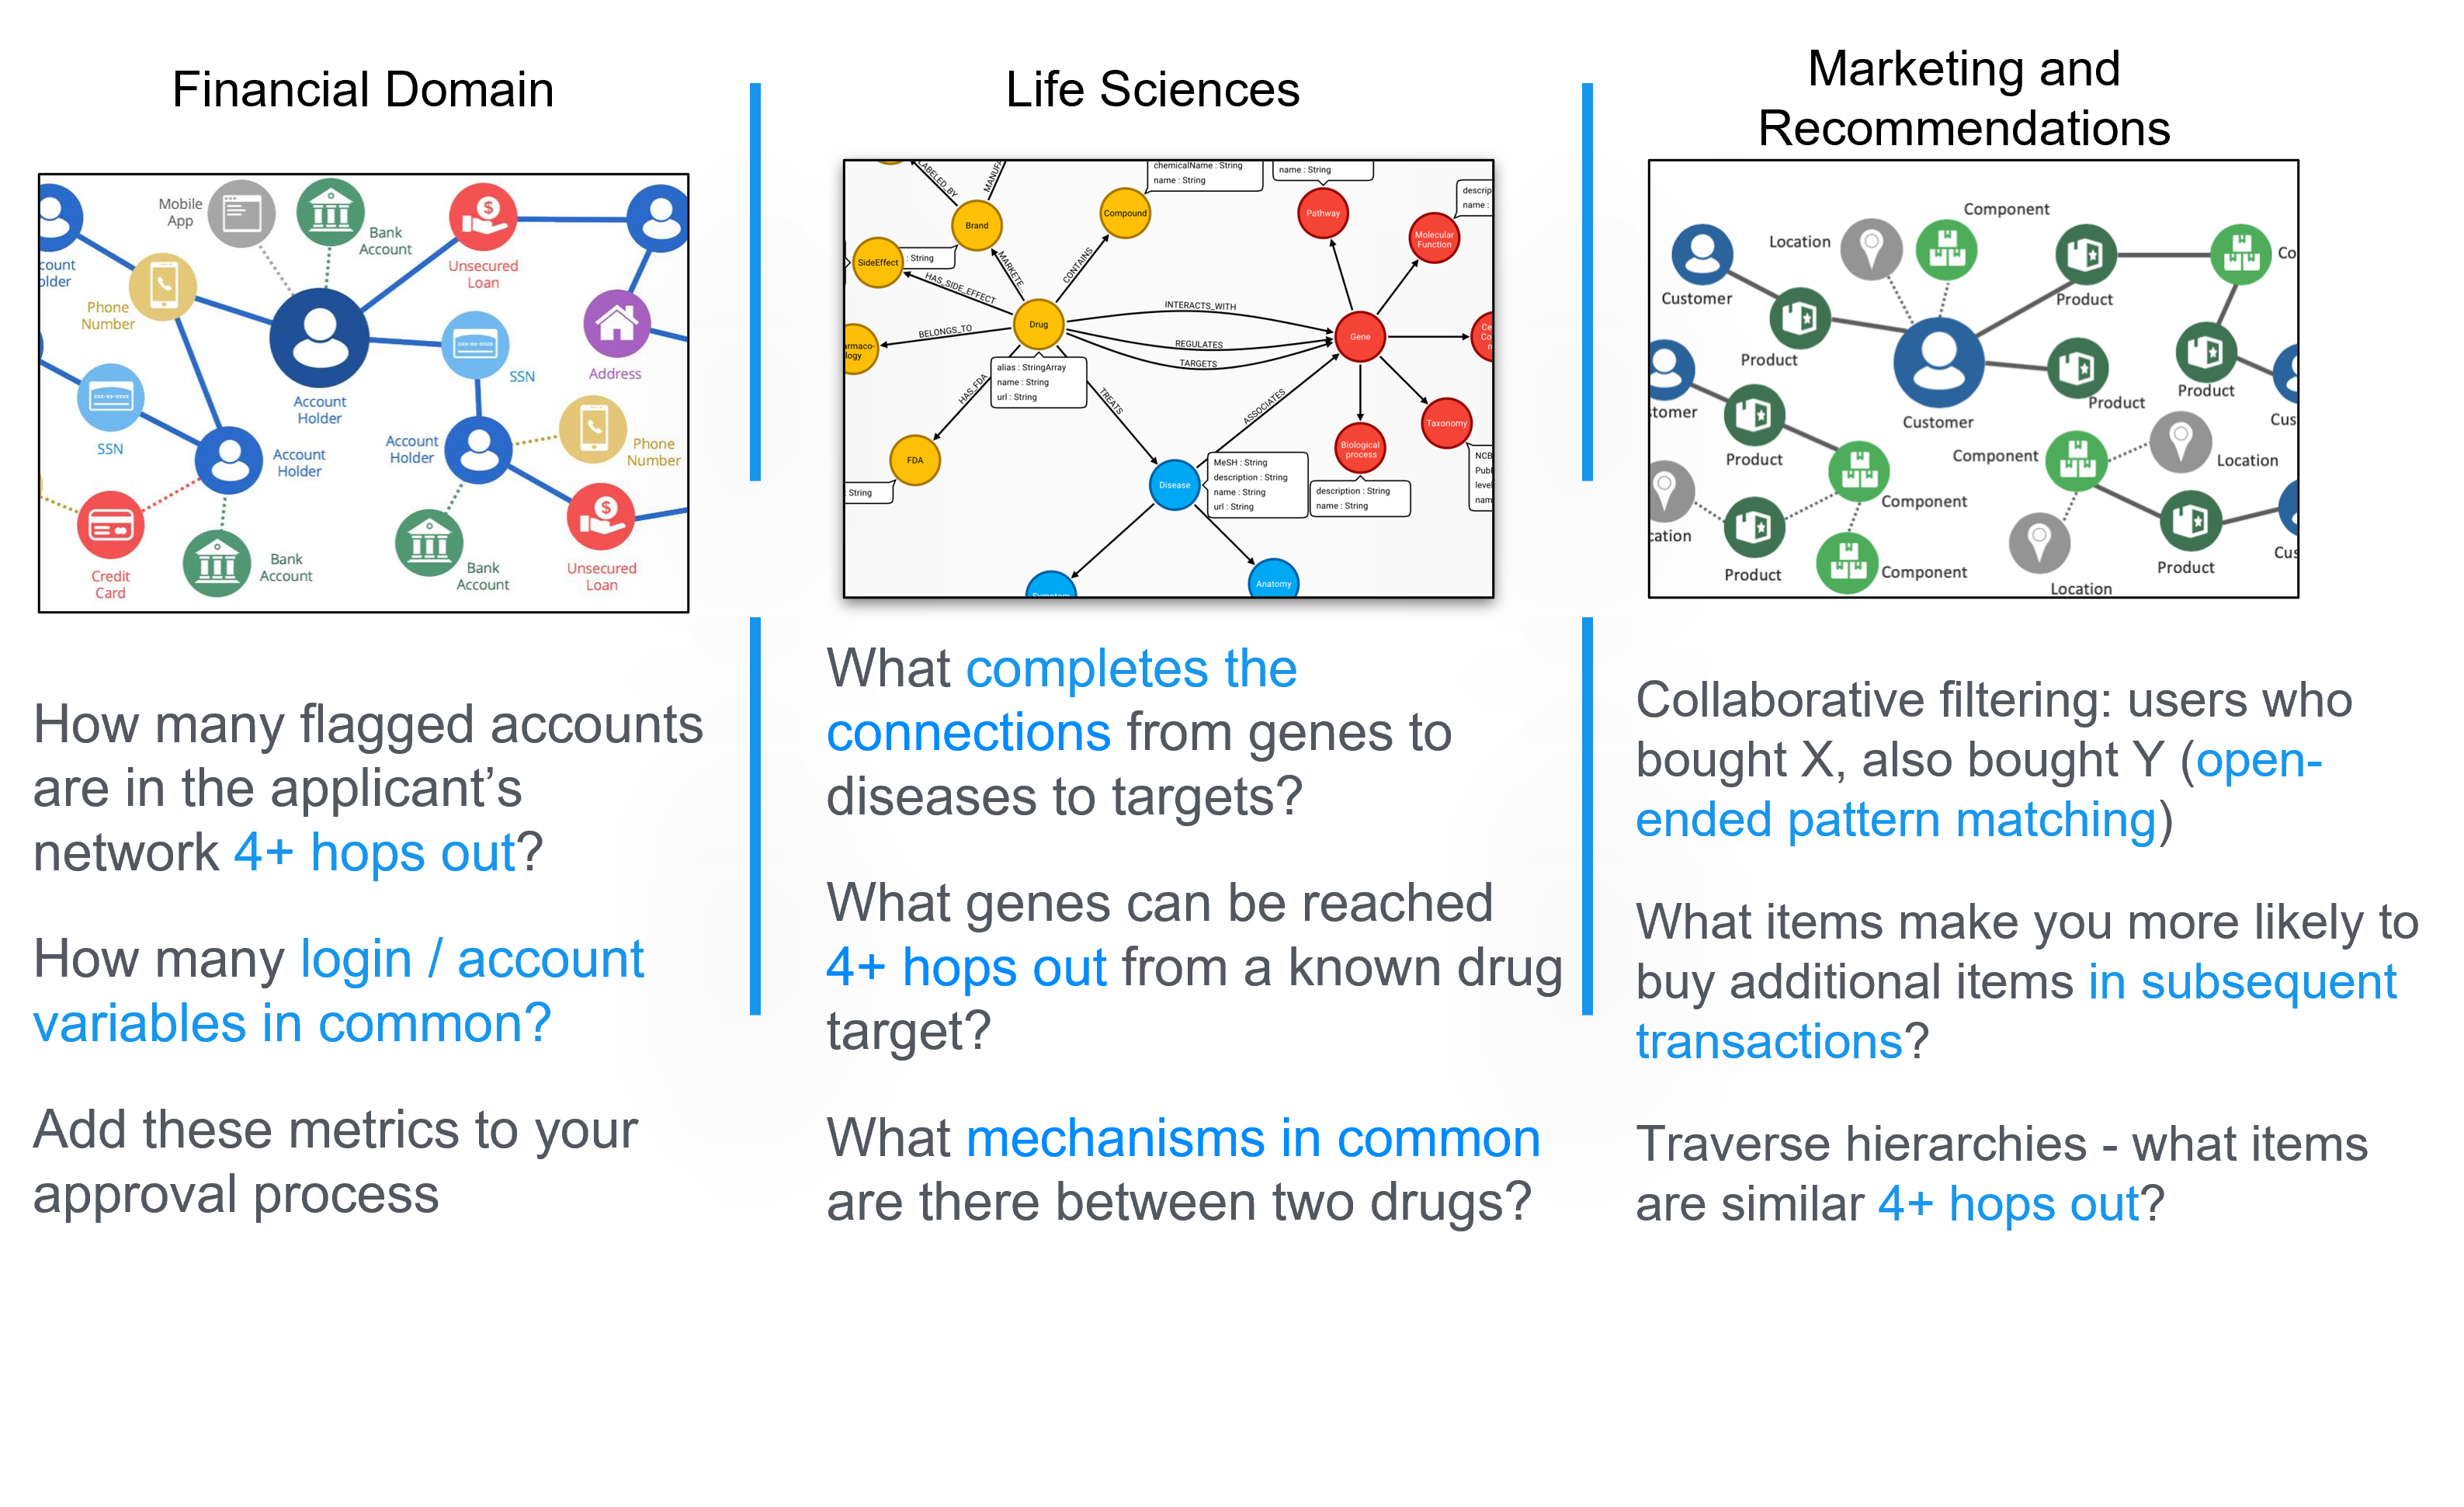 Financial Domain
Mobile
App
Bank
Account
Unsecured
Loan
count
older
Phone
Number
SSN
Address
Account
Holder
SSN
Account
Holder
Account
Holder
Phone
Number
Credit
Card
Bank
Account
Bank
Account
Unsecured
Loan
How many flagged accounts
are in the applicant’s
network 4+ hops out?
How many login / account
variables in common?
Add these metrics to your
approval process
Life Sciences
LABELED_BY
MANUFA
chemicalName : String
name : String
name : String
descrip
name :
Brand
Compound
Pathway
Molecular
Function
SideEffect
: String
MARKETE...
CONTAINS
HAS_SIDE_EFFECT
INTERACTS_WITH
Drug
BELONGS_TO
armaco-
logy
REGULATES
TARGETS
Gene
Ce
Co
n
alias : StringArray
name : String
url : String
HAS_FDA
TREATS
ASSOCIATES
Taxonomy
Biological
process
FDA
Disease
MeSH : String
description : String
name : String
url : String
description : String
name : String
NCB
Publ
level
nam
: String
Symptom
Anatomy
What completes the
connections from genes to
diseases to targets?
What genes can be reached
4+ hops out from a known drug
target?
What mechanisms in common
are there between two drugs?
Marketing and
Recommendations
Component
Location
Co
Customer
Product
Product
Product
Product
tomer
Customer
Product
Cus
Product
Component
Location
Component
cation
Cus
Product
Component
Product
Location
Collaborative filtering: users who
bought X, also bought Y (open-
ended pattern matching)
What items make you more likely to
buy additional items in subsequent
transactions?
Traverse hierarchies - what items
are similar 4+ hops out?